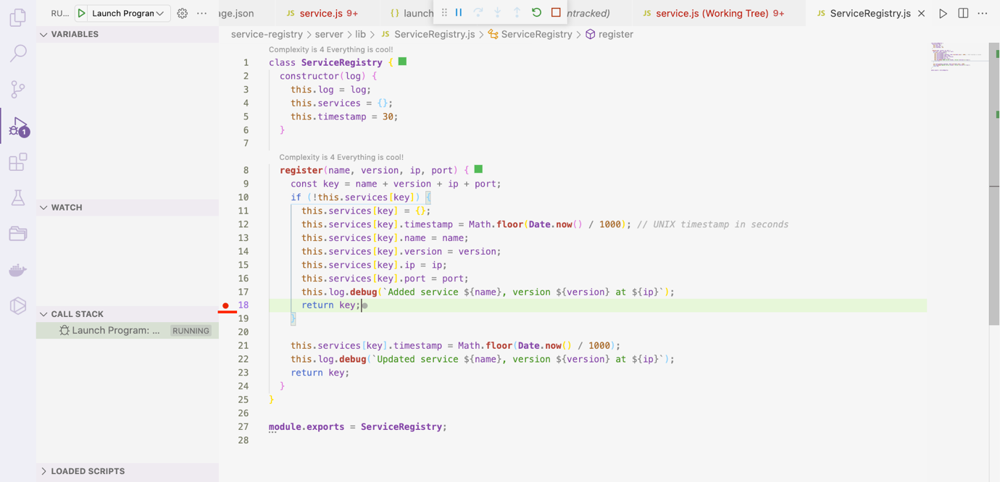 RU... Launch Program age.json service.js 9+ launch ntracked) service.js (Working Tree) 9+ ServiceRegistry.js
VARIABLES
service-registry > server > lib > JS ServiceRegistry.js > ServiceRegistry > register
Complexity is 4 Everything is cool!
1 class ServiceRegistry {
2 constructor(log) {
3 this.log = log;
4 this.services = {};
5 this.timestamp = 30;
6 }
7
Complexity is 4 Everything is cool!
8 register(name, version, ip, port) {
9 const key = name + version + ip + port;
10 if (!this.services[key]) {
11 this.services[key] = {};
12 this.services[key].timestamp = Math.floor(Date.now() / 1000); // UNIX timestamp in seconds
13 this.services[key].name = name;
14 this.services[key].version = version;
15 this.services[key].ip = ip;
16 this.services[key].port = port;
17 this.log.debug(`Added service ${name}, version ${version} at ${ip}`);
18 return key;
19 }
20
21 this.services[key].timestamp = Math.floor(Date.now() / 1000);
22 this.log.debug(`Updated service ${name}, version ${version} at ${ip}`);
23 return key;
24 }
25 }
26
27 module.exports = ServiceRegistry;
28
1
WATCH
CALL STACK
Launch Program: ... RUNNING
LOADED SCRIPTS